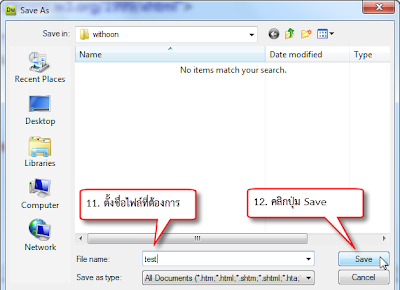 Save As
Save in:
withoon
Name
Date modified
Type
No items match your search.
Recent Places
Desktop
Libraries
Computer
Network
11. ตั้งชื่อไฟล์ที่ต้องการ
12. คลิกปุ่ม Save
File name:
test
Save
Save as type:
All Documents (*.htm;*.html;*.shtm;*.shtml;*.hta;
Cancel